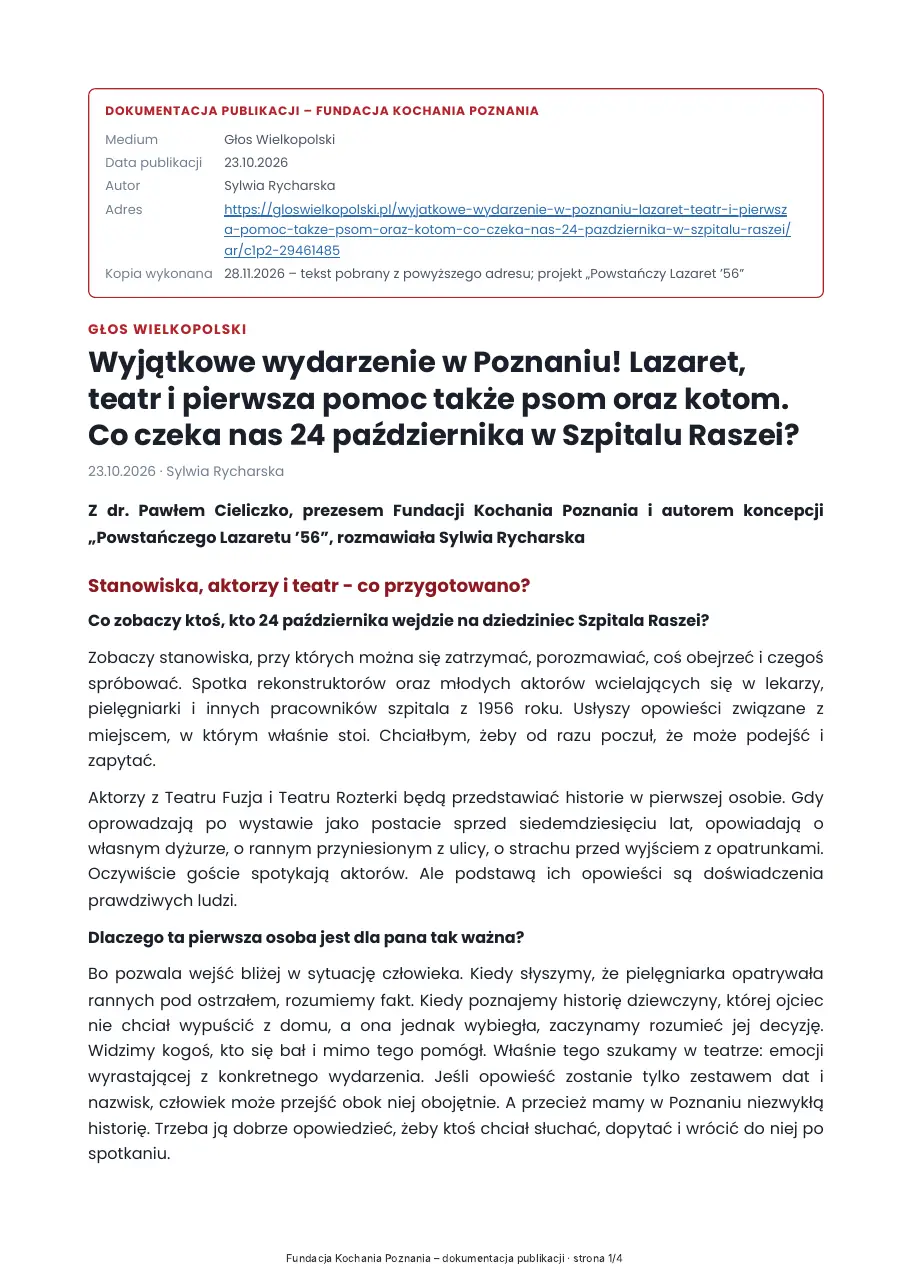 DOKUMENTACJA PUBLIKACJI – FUNDACJA KOCHANIA POZNANIA
Medium Głos Wielkopolski
Data publikacji 23.10.2026
Autor Sylwia Rycharska
Adres https://gloswielkopolski.pl/wyjatkowe-wydarzenie-w-poznaniu-lazaret-teatr-i-pierwsz
a-pomoc-takze-psom-oraz-kotom-co-czeka-nas-24-pazdziernika-w-szpitalu-raszei/
ar/c1p2-29461485
Kopia wykonana 28.11.2026 – tekst pobrany z powyższego adresu; projekt „Powstańczy Lazaret ’56”
GŁOS WIELKOPOLSKI
Wyjątkowe wydarzenie w Poznaniu! Lazaret,
teatr i pierwsza pomoc także psom oraz kotom.
Co czeka nas 24 października w Szpitalu Raszei?
23.10.2026 · Sylwia Rycharska
Z dr. Pawłem Cieliczko, prezesem Fundacji Kochania Poznania i autorem koncepcji
„Powstańczego Lazaretu ’56”, rozmawiała Sylwia Rycharska
Stanowiska, aktorzy i teatr - co przygotowano?
Co zobaczy ktoś, kto 24 października wejdzie na dziedziniec Szpitala Raszei?
Zobaczy stanowiska, przy których można się zatrzymać, porozmawiać, coś obejrzeć i czegoś
spróbować. Spotka rekonstruktorów oraz młodych aktorów wcielających się w lekarzy,
pielęgniarki i innych pracowników szpitala z 1956 roku. Usłyszy opowieści związane z
miejscem, w którym właśnie stoi. Chciałbym, żeby od razu poczuł, że może podejść i
zapytać.
Aktorzy z Teatru Fuzja i Teatru Rozterki będą przedstawiać historie w pierwszej osobie. Gdy
oprowadzają po wystawie jako postacie sprzed siedemdziesięciu lat, opowiadają o
własnym dyżurze, o rannym przyniesionym z ulicy, o strachu przed wyjściem z opatrunkami.
Oczywiście goście spotykają aktorów. Ale podstawą ich opowieści są doświadczenia
prawdziwych ludzi.
Dlaczego ta pierwsza osoba jest dla pana tak ważna?
Bo pozwala wejść bliżej w sytuację człowieka. Kiedy słyszymy, że pielęgniarka opatrywała
rannych pod ostrzałem, rozumiemy fakt. Kiedy poznajemy historię dziewczyny, której ojciec
nie chciał wypuścić z domu, a ona jednak wybiegła, zaczynamy rozumieć jej decyzję.
Widzimy kogoś, kto się bał i mimo tego pomógł. Właśnie tego szukamy w teatrze: emocji
wyrastającej z konkretnego wydarzenia. Jeśli opowieść zostanie tylko zestawem dat i
nazwisk, człowiek może przejść obok niej obojętnie. A przecież mamy w Poznaniu niezwykłą
historię. Trzeba ją dobrze opowiedzieć, żeby ktoś chciał słuchać, dopytać i wrócić do niej po
spotkaniu.
Fundacja Kochania Poznania – dokumentacja publikacji · strona 1/4